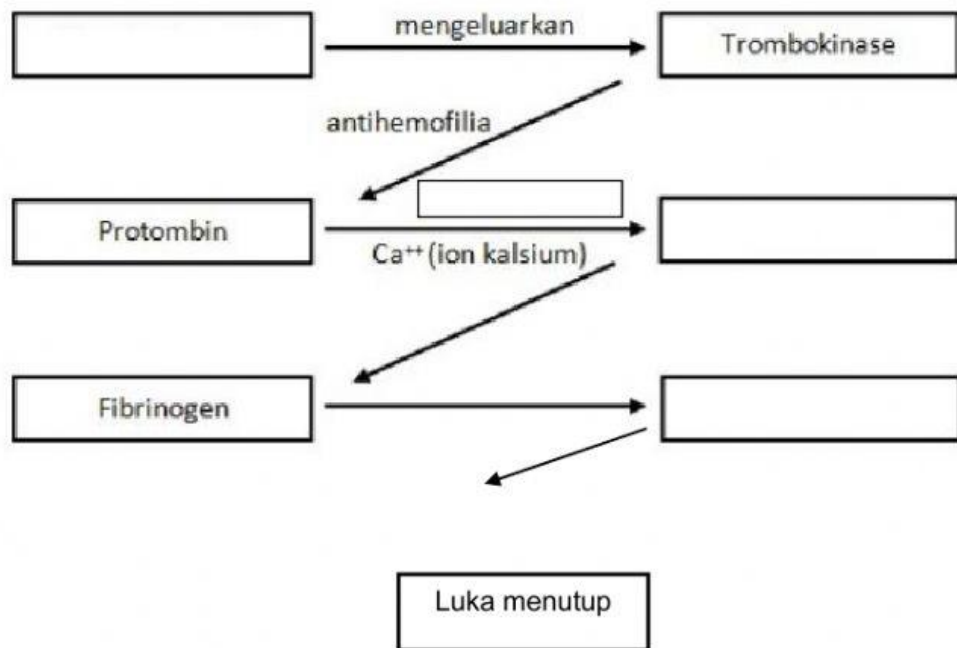 mengeluarkan
Trombokinase
antihemofilia
Protombin
Ca⁺⁺ (ion kalsium)
Fibrinogen
Luka menutup